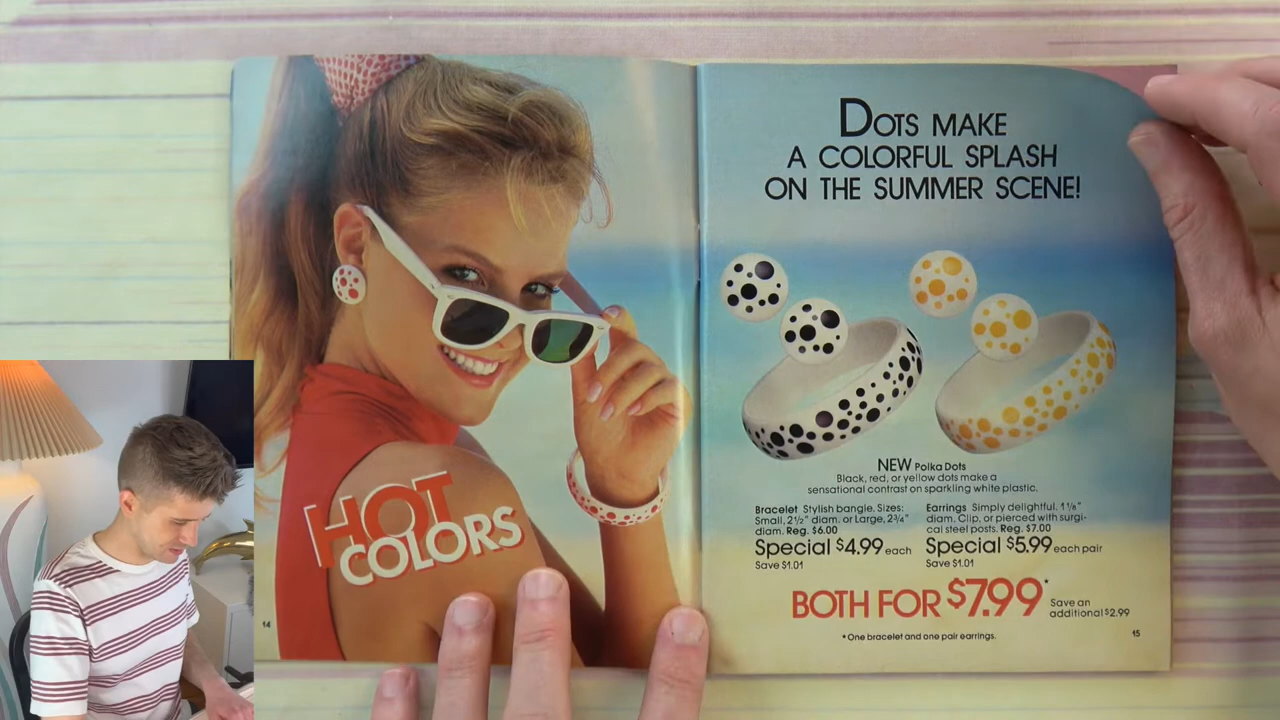 HOT
COLORS
14
DOTS MAKE
A COLORFUL SPLASH
ON THE SUMMER SCENE!
NEW Polka Dots
Black, red, or yellow dots make a
sensational contrast on sparkling white plastic.
Bracelet Stylish bangle. Sizes:
Small, 2½" diam. or Large, 2¾"
diam. Reg. $6.00
Special $4.99 each
Save $1.01
Earrings Simply delightful. 1⅛"
diam. Clip, or pierced with surgi-
cal steel posts. Reg. $7.00
Special $5.99 each pair
Save $1.01
BOTH FOR $7.99*
Save an
additional $2.99
*One bracelet and one pair earrings.
15